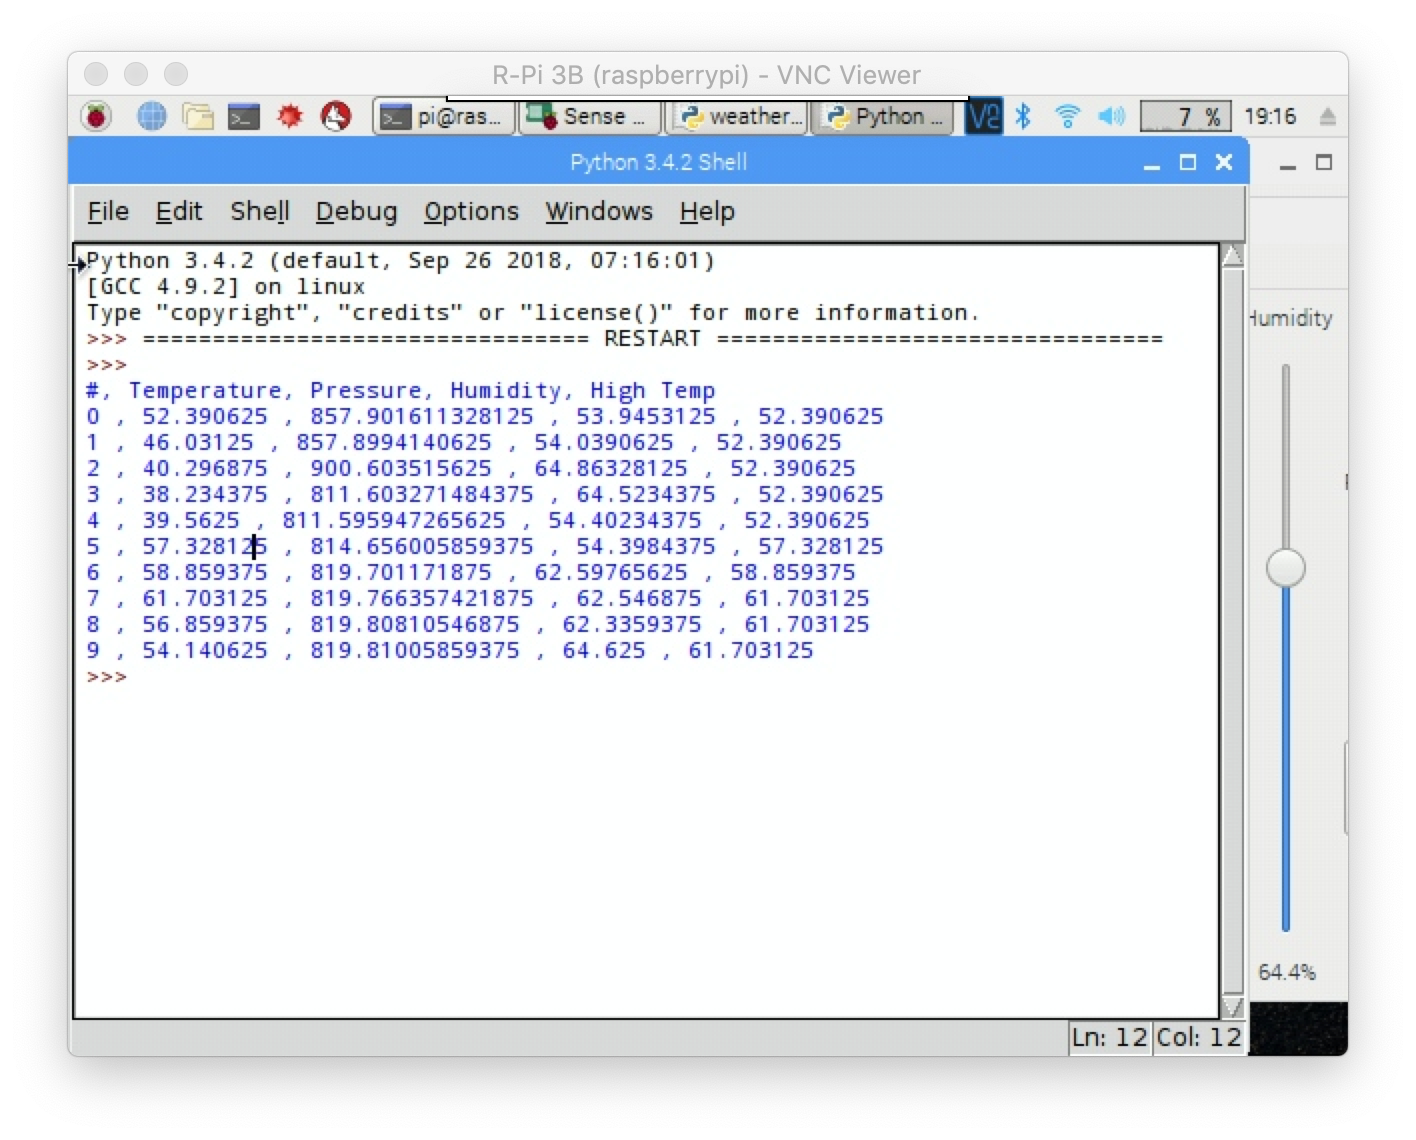 R-Pi 3B (raspberrypi) - VNC Viewer
pi@ras... Sense ... weather... Python ... V2 7 % 19:16
Python 3.4.2 Shell
File Edit Shell Debug Options Windows Help
Python 3.4.2 (default, Sep 26 2018, 07:16:01)
[GCC 4.9.2] on linux
Type "copyright", "credits" or "license()" for more information.
>>> ================================ RESTART ================================
>>>
#, Temperature, Pressure, Humidity, High Temp
0 , 52.390625 , 857.901611328125 , 53.9453125 , 52.390625
1 , 46.03125 , 857.8994140625 , 54.0390625 , 52.390625
2 , 40.296875 , 900.603515625 , 64.86328125 , 52.390625
3 , 38.234375 , 811.603271484375 , 64.5234375 , 52.390625
4 , 39.5625 , 811.595947265625 , 54.40234375 , 52.390625
5 , 57.328125 , 814.656005859375 , 54.3984375 , 57.328125
6 , 58.859375 , 819.701171875 , 62.59765625 , 58.859375
7 , 61.703125 , 819.766357421875 , 62.546875 , 61.703125
8 , 56.859375 , 819.80810546875 , 62.3359375 , 61.703125
9 , 54.140625 , 819.81005859375 , 64.625 , 61.703125
>>>
Humidity
64.4%
Ln: 12 Col: 12